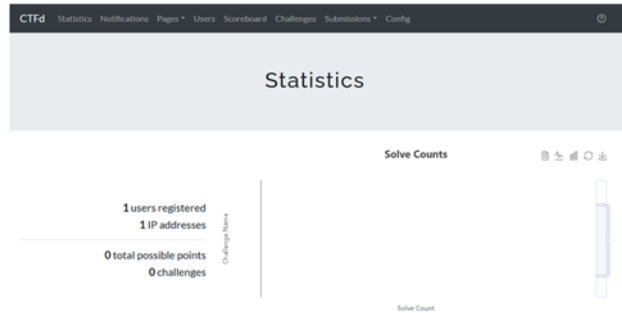 CTFd Statistics Notifications Pages Users Scoreboard Challenges Submissions Config
Statistics
Solve Counts
1 users registered
1 IP addresses
0 total possible points
0 challenges
Challenge Name
Solve Count